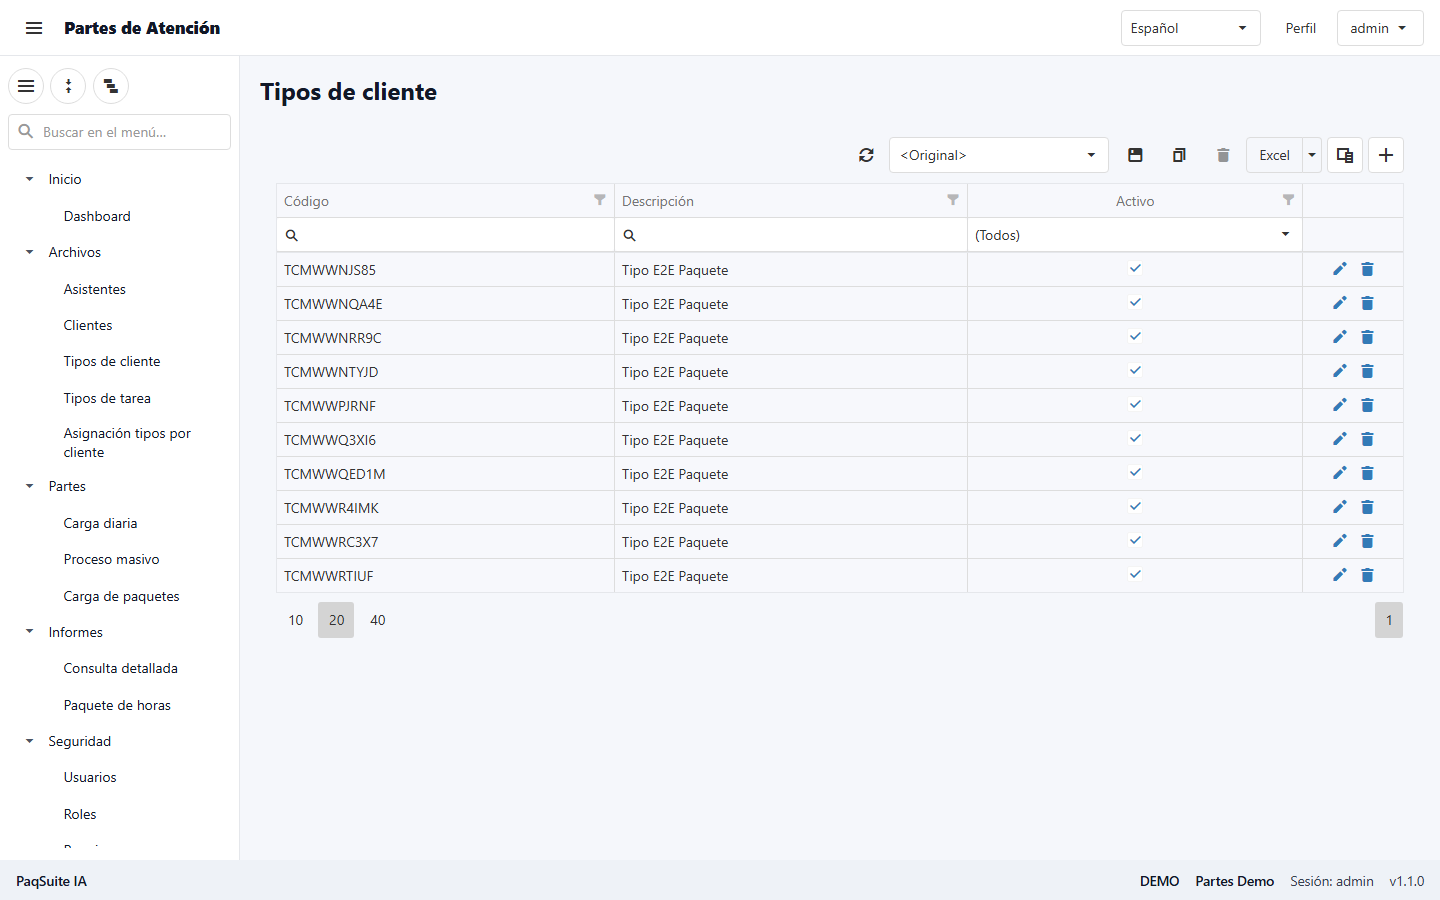 Partes de Atención
Español
Perfil
admin
Buscar en el menú...
Inicio
Dashboard
Archivos
Asistentes
Clientes
Tipos de cliente
Tipos de tarea
Asignación tipos por
cliente
Partes
Carga diaria
Proceso masivo
Carga de paquetes
Informes
Consulta detallada
Paquete de horas
Seguridad
Usuarios
Roles
Tipos de cliente
<Original>
Excel
Código Descripción Activo
(Todos)
TCMWWNJS85 Tipo E2E Paquete
TCMWWNQA4E Tipo E2E Paquete
TCMWWNRR9C Tipo E2E Paquete
TCMWWNTYJD Tipo E2E Paquete
TCMWWPJRNF Tipo E2E Paquete
TCMWWQ3XI6 Tipo E2E Paquete
TCMWWQED1M Tipo E2E Paquete
TCMWWR4IMK Tipo E2E Paquete
TCMWWRC3X7 Tipo E2E Paquete
TCMWWRTIUF Tipo E2E Paquete
10 20 40 1
PaqSuite IA
DEMO Partes Demo Sesión: admin v1.1.0